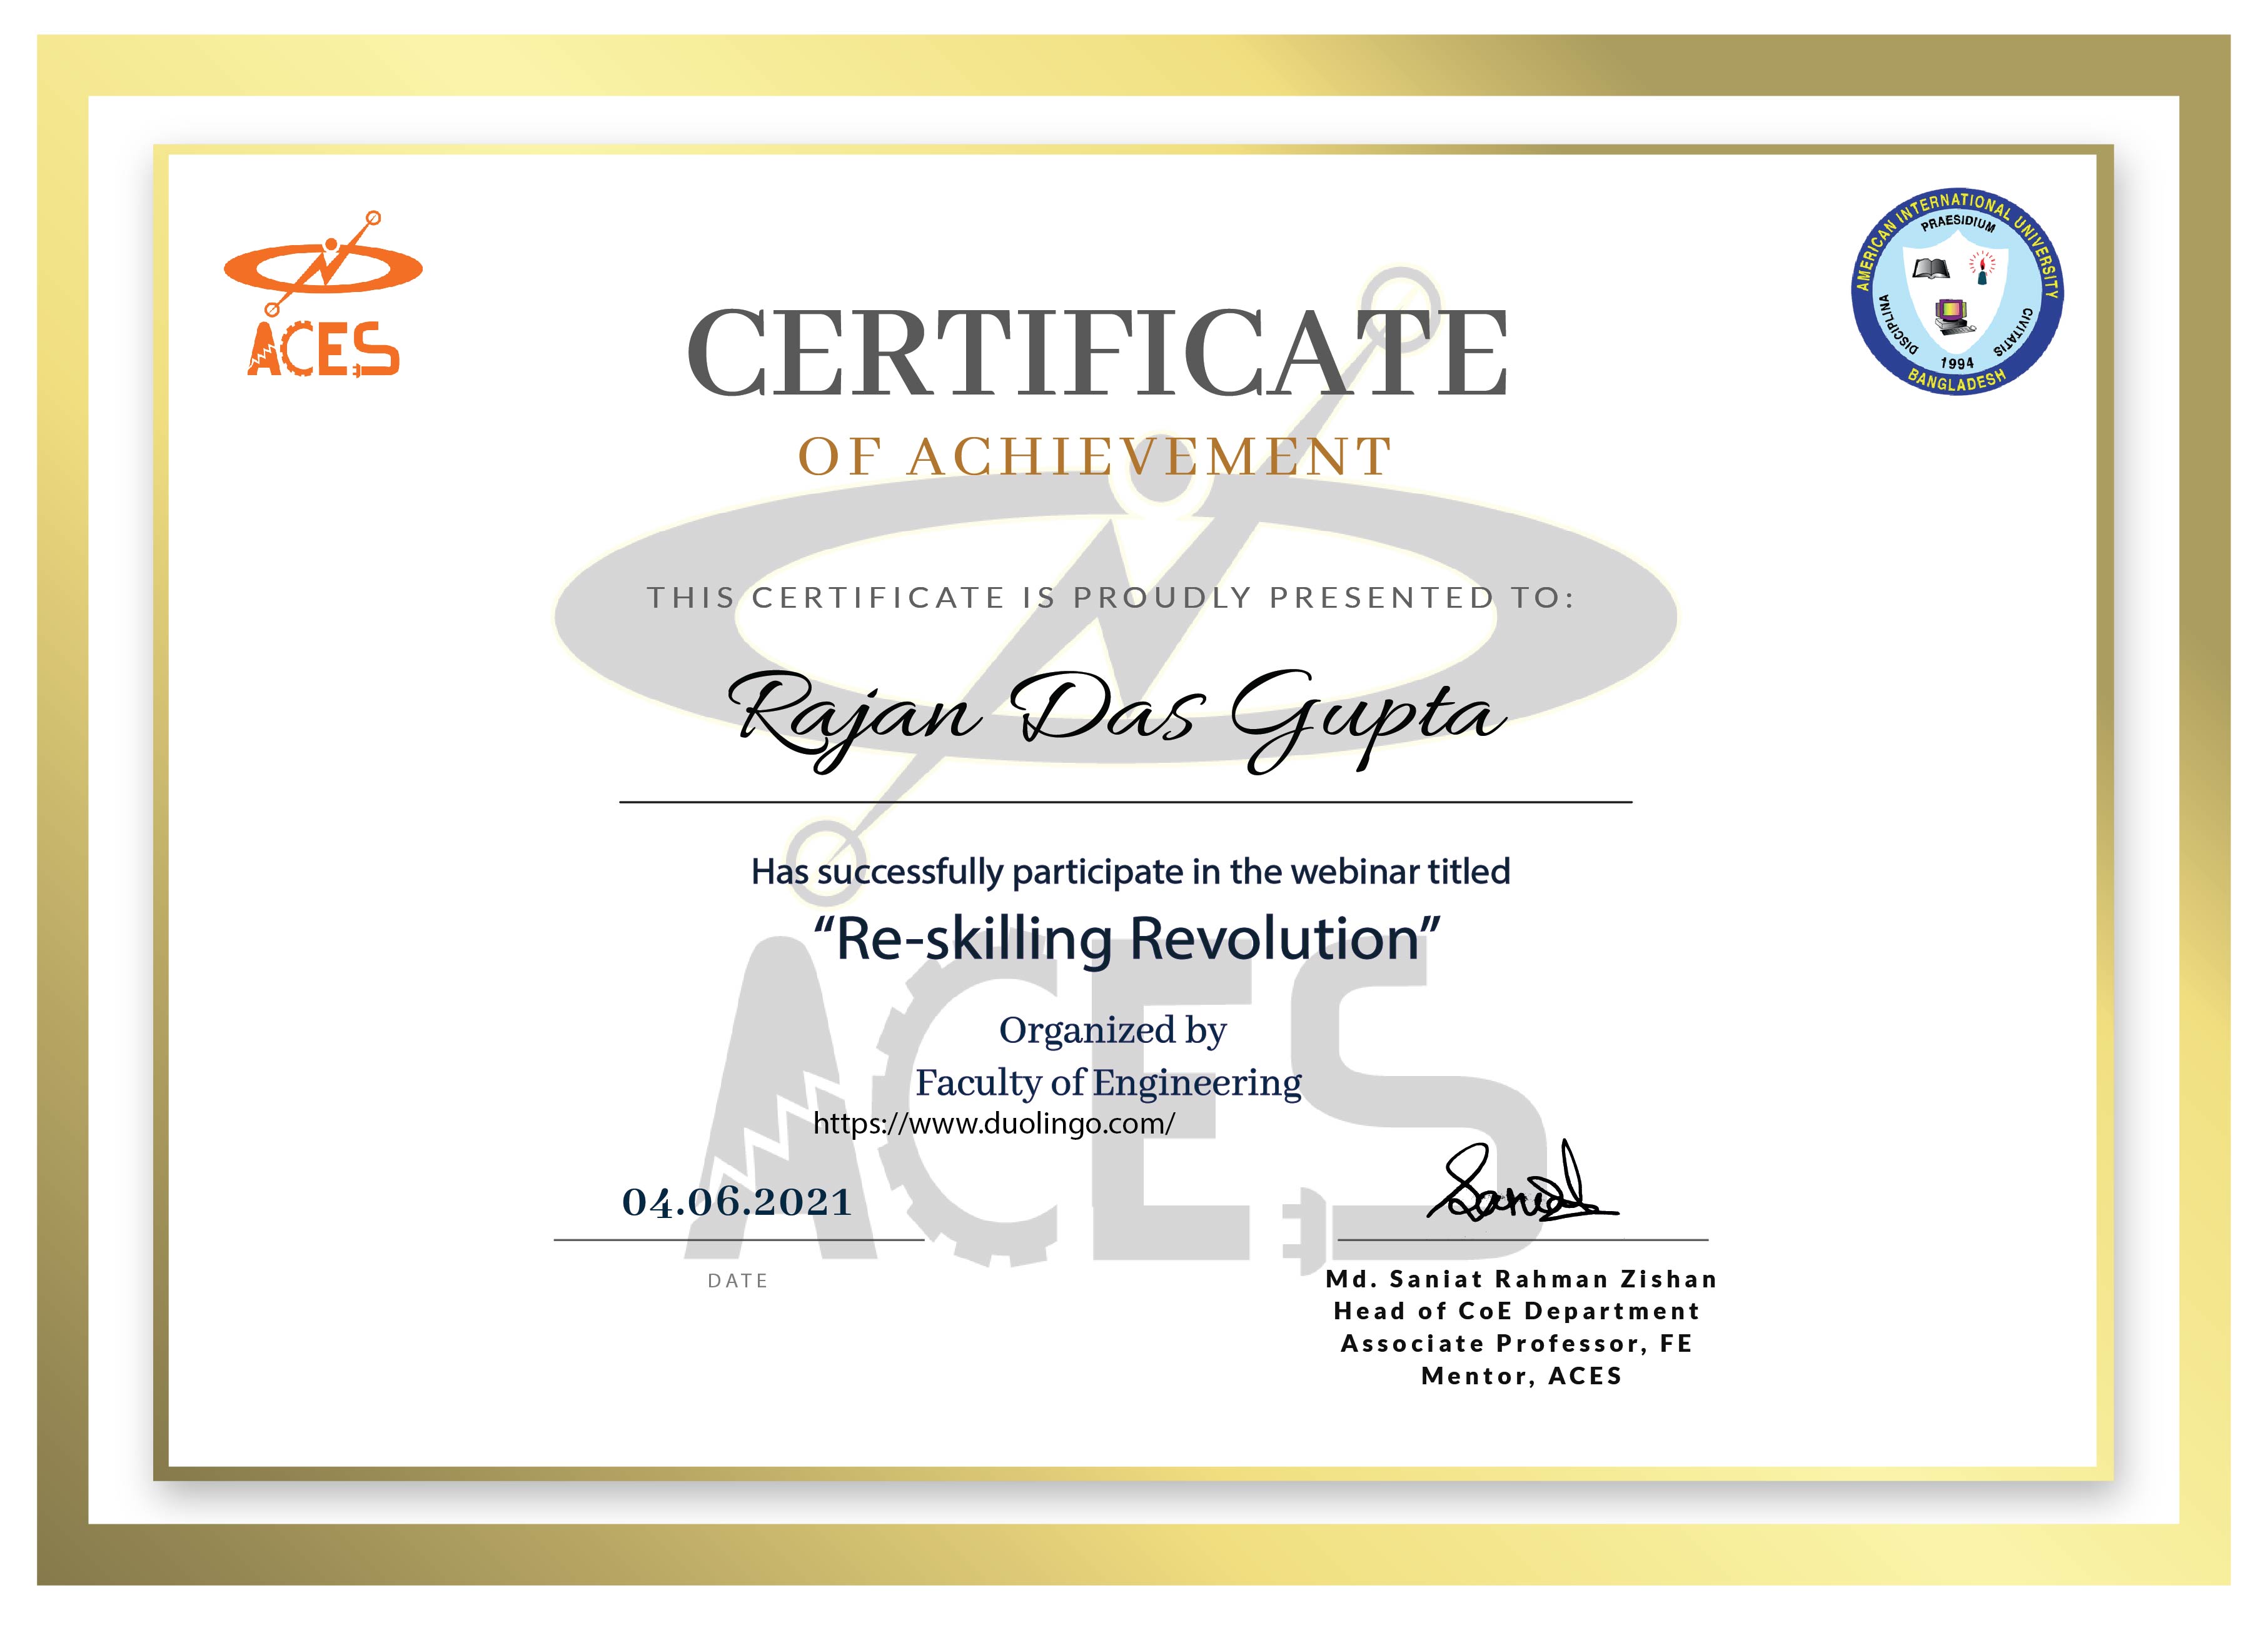 ACES
AMERICAN INTERNATIONAL UNIVERSITY
PRAESIDIUM
DISCIPLINA
CIVITATIS
1994
BANGLADESH
CERTIFICATE
OF ACHIEVEMENT
THIS CERTIFICATE IS PROUDLY PRESENTED TO:
Rajan Das Gupta
Has successfully participate in the webinar titled
“Re-skilling Revolution”
ACES
Organized by
Faculty of Engineering
https://www.duolingo.com/
04.06.2021
DATE
Saniat
Md. Saniat Rahman Zishan
Head of CoE Department
Associate Professor, FE
Mentor, ACES